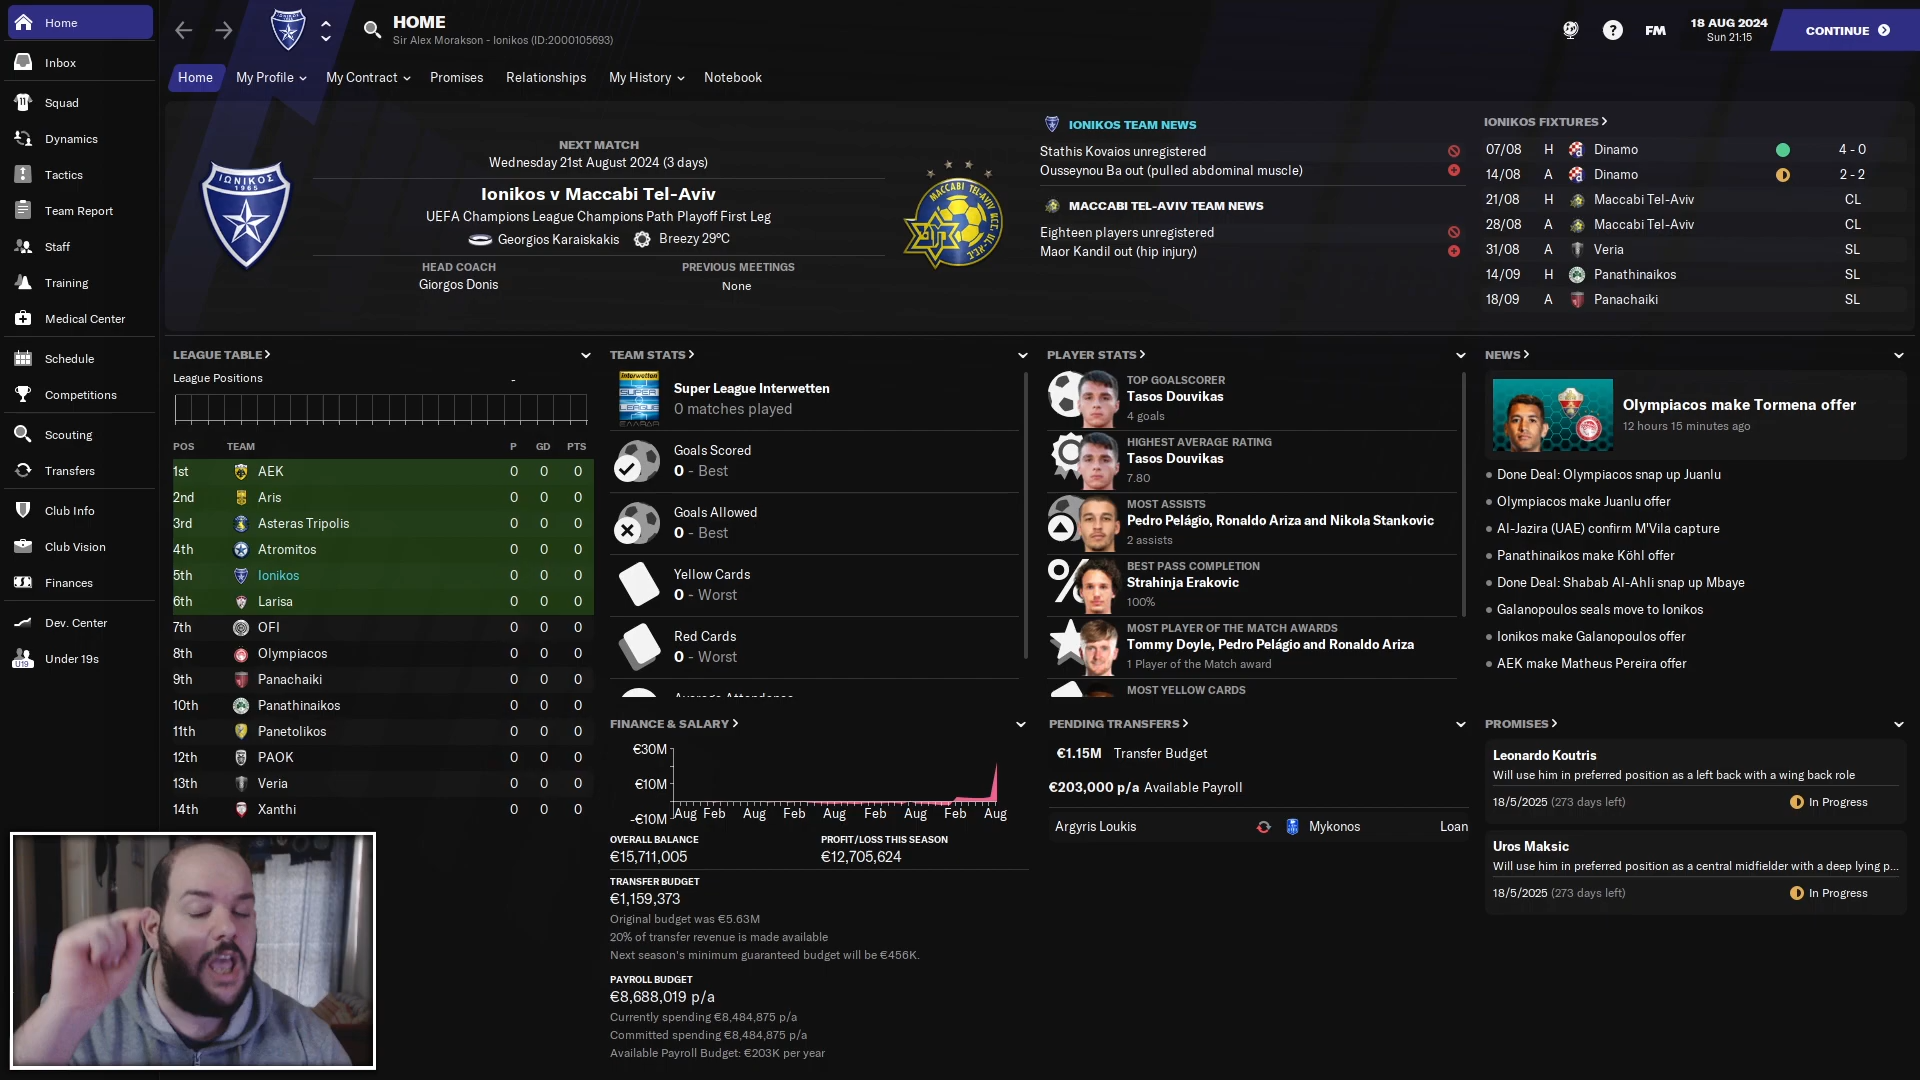 Home
Inbox
Squad
Dynamics
Tactics
Team Report
Staff
Training
Medical Center
Schedule
Competitions
Scouting
Transfers
Club Info
Club Vision
Finances
Dev. Center
Under 19s
HOME
Sir Alex Morakson - Ionikos (ID:2000105693)
FM
18 AUG 2024
Sun 21:15
CONTINUE
Home My Profile My Contract Promises Relationships My History Notebook
ΙΩΝΙΚΟΣ
1965
NEXT MATCH
Wednesday 21st August 2024 (3 days)
Ionikos v Maccabi Tel-Aviv
UEFA Champions League Champions Path Playoff First Leg
Georgios Karaiskakis Breezy 29ºC
HEAD COACH
Giorgos Donis
PREVIOUS MEETINGS
None
MACCABI TEL-AVIV
IONIKOS TEAM NEWS
Stathis Kovaios unregistered
Ousseynou Ba out (pulled abdominal muscle)
MACCABI TEL-AVIV TEAM NEWS
Eighteen players unregistered
Maor Kandil out (hip injury)
IONIKOS FIXTURES
07/08 H Dinamo 4 - 0
14/08 A Dinamo 2 - 2
21/08 H Maccabi Tel-Aviv CL
28/08 A Maccabi Tel-Aviv CL
31/08 A Veria SL
14/09 H Panathinaikos SL
18/09 A Panachaiki SL
LEAGUE TABLE
League Positions -
POS TEAM P GD PTS
1st AEK 0 0 0
2nd Aris 0 0 0
3rd Asteras Tripolis 0 0 0
4th Atromitos 0 0 0
5th Ionikos 0 0 0
6th Larisa 0 0 0
7th OFI 0 0 0
8th Olympiacos 0 0 0
9th Panachaiki 0 0 0
10th Panathinaikos 0 0 0
11th Panetolikos 0 0 0
12th PAOK 0 0 0
13th Veria 0 0 0
14th Xanthi 0 0 0
TEAM STATS
Super League Interwetten
0 matches played
Goals Scored
0 - Best
Goals Allowed
0 - Best
Yellow Cards
0 - Worst
Red Cards
0 - Worst
Average Attendance
PLAYER STATS
TOP GOALSCORER
Tasos Douvikas
4 goals
HIGHEST AVERAGE RATING
Tasos Douvikas
7.80
MOST ASSISTS
Pedro Pelágio, Ronaldo Ariza and Nikola Stankovic
2 assists
BEST PASS COMPLETION
Strahinja Erakovic
100%
MOST PLAYER OF THE MATCH AWARDS
Tommy Doyle, Pedro Pelágio and Ronaldo Ariza
1 Player of the Match award
MOST YELLOW CARDS
NEWS
Olympiacos make Tormena offer
12 hours 15 minutes ago
Done Deal: Olympiacos snap up Juanlu
Olympiacos make Juanlu offer
Al-Jazira (UAE) confirm M'Vila capture
Panathinaikos make Köhl offer
Done Deal: Shabab Al-Ahli snap up Mbaye
Galanopoulos seals move to Ionikos
Ionikos make Galanopoulos offer
AEK make Matheus Pereira offer
FINANCE & SALARY
€30M
€10M
-€10M
Aug Feb Aug Feb Aug Feb Aug Feb Aug
OVERALL BALANCE
€15,711,005
PROFIT/LOSS THIS SEASON
€12,705,624
TRANSFER BUDGET
€1,159,373
Original budget was €5.63M
20% of transfer revenue is made available
Next season's minimum guaranteed budget will be €456K.
PAYROLL BUDGET
€8,688,019 p/a
Currently spending €8,484,875 p/a
Committed spending €8,484,875 p/a
Available Payroll Budget: €203K per year
PENDING TRANSFERS
€1.15M Transfer Budget
€203,000 p/a Available Payroll
Argyris Loukis Mykonos Loan
PROMISES
Leonardo Koutris
Will use him in preferred position as a left back with a wing back role
18/5/2025 (273 days left) In Progress
Uros Maksic
Will use him in preferred position as a central midfielder with a deep lying p...
18/5/2025 (273 days left) In Progress